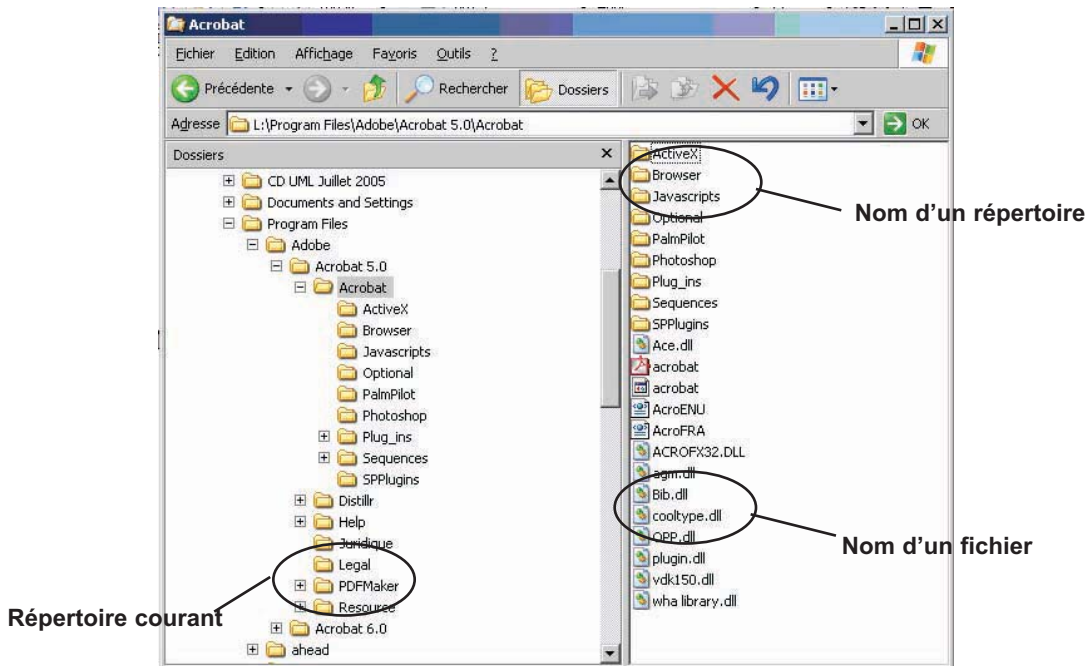 Acrobat
Fichier Edition Affichage Favoris Outils ?
Précédente Rechercher Dossiers
Adresse L:\Program Files\Adobe\Acrobat 5.0\Acrobat OK
Dossiers
CD UML Juillet 2005
Documents and Settings
Program Files
Adobe
Acrobat 5.0
Acrobat
ActiveX
Browser
Javascripts
Optional
PalmPilot
Photoshop
Plug_ins
Sequences
SPPlugins
Distillr
Help
Juridique
Legal
PDFMaker
Resource
Acrobat 6.0
ahead
ActiveX
Browser
Javascripts
Optional
PalmPilot
Photoshop
Plug_ins
Sequences
SPPlugins
Ace.dll
acrobat
acrobat
AcroENU
AcroFRA
ACROFX32.DLL
agm.dll
Bib.dll
cooltype.dll
OPP.dll
plugin.dll
vdk150.dll
wha library.dll
Nom d'un répertoire
Nom d'un fichier
Répertoire courant